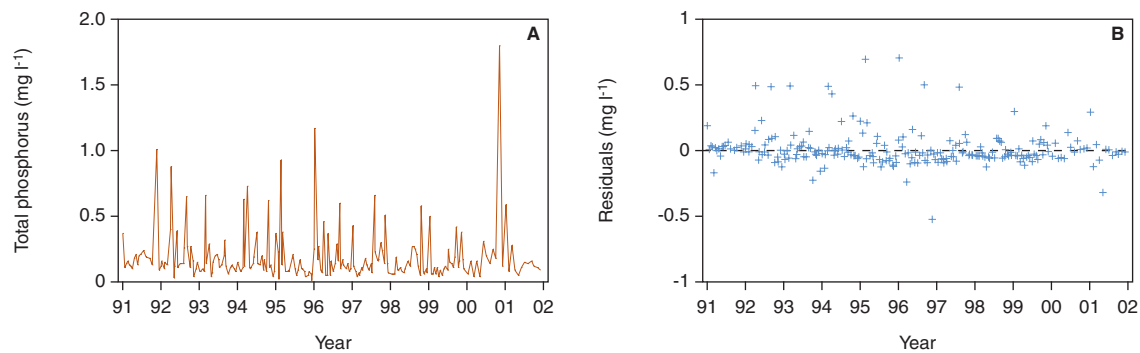 A
Total phosphorus (mg l⁻¹)
2.0
1.5
1.0
0.5
0
91 92 93 94 95 96 97 98 99 00 01 02
Year
B
Residuals (mg l⁻¹)
1
0.5
0
-0.5
-1
91 92 93 94 95 96 97 98 99 00 01 02
Year